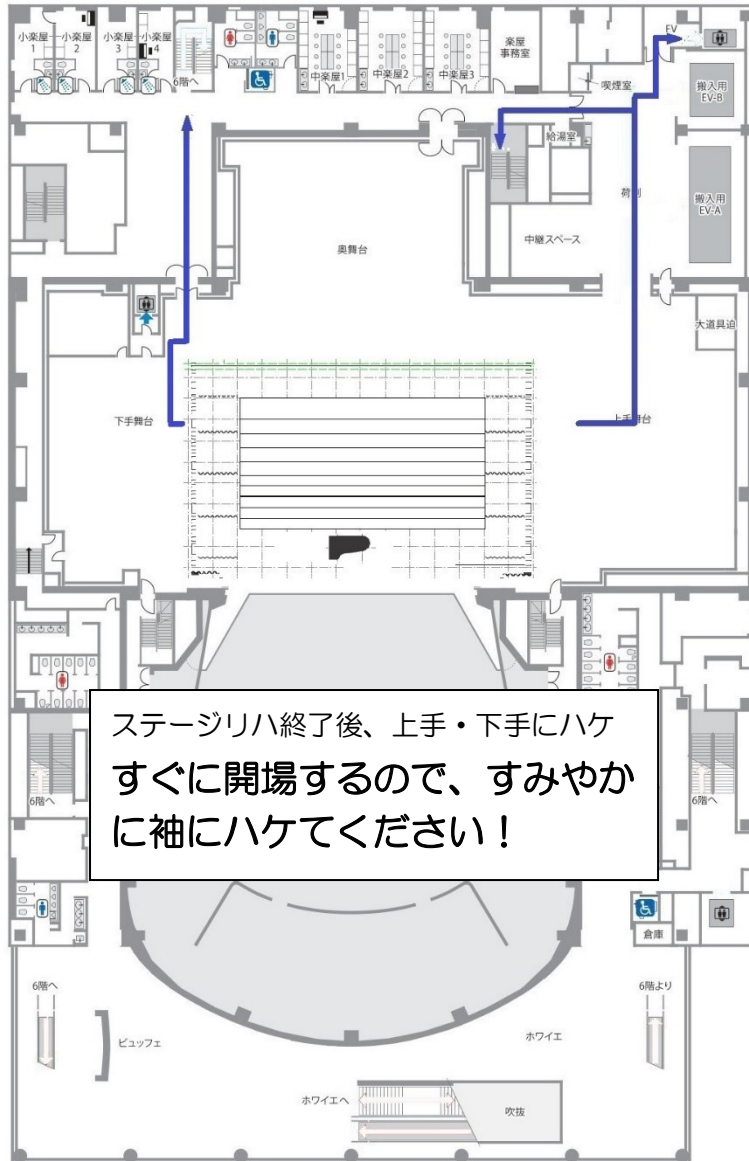 小楽屋1
小楽屋2
小楽屋3
小楽屋4
6階へ
中楽屋1
中楽屋2
中楽屋3
楽屋事務室
EV
喫煙室
搬入用EV-B
給湯室
搬入用EV-A
中継スペース
奥舞台
大道具迫
下手舞台
上手舞台
ステージリハ終了後、上手・下手にハケ
すぐに開場するので、すみやか
に袖にハケてください！
6階へ
6階へ
倉庫
6階へ
6階より
ビュッフェ
ホワイエ
ホワイエへ
吹抜